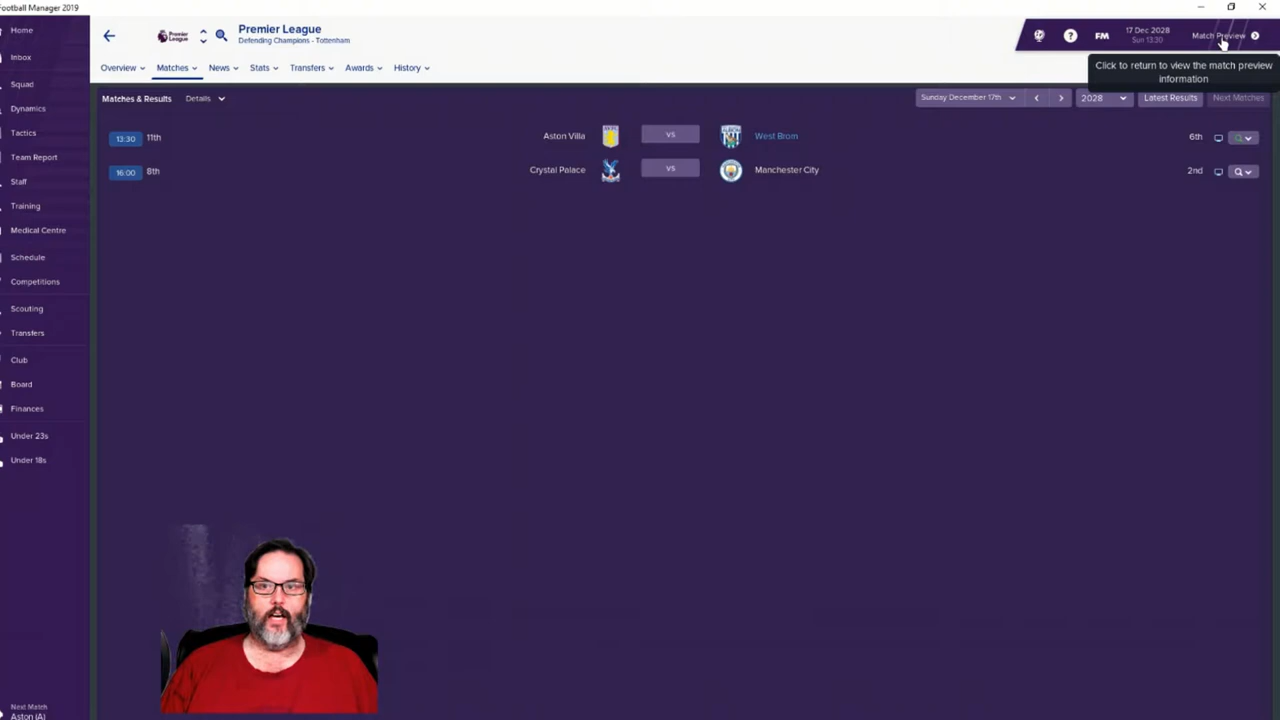 Football Manager 2019
Home
Inbox
Squad
Dynamics
Tactics
Team Report
Staff
Training
Medical Centre
Schedule
Competitions
Scouting
Transfers
Club
Board
Finances
Under 23s
Under 18s
Next Match
Aston (A)
Premier League
Premier League
Defending Champions - Tottenham
FM
17 Dec 2028
Sun 13:30
Match Preview
Click to return to view the match preview
information
Overview Matches News Stats Transfers Awards History
Matches & Results Details Sunday December 17th 2028 Latest Results Next Matches
13:30 11th Aston Villa VS West Brom 6th
16:00 8th Crystal Palace VS Manchester City 2nd